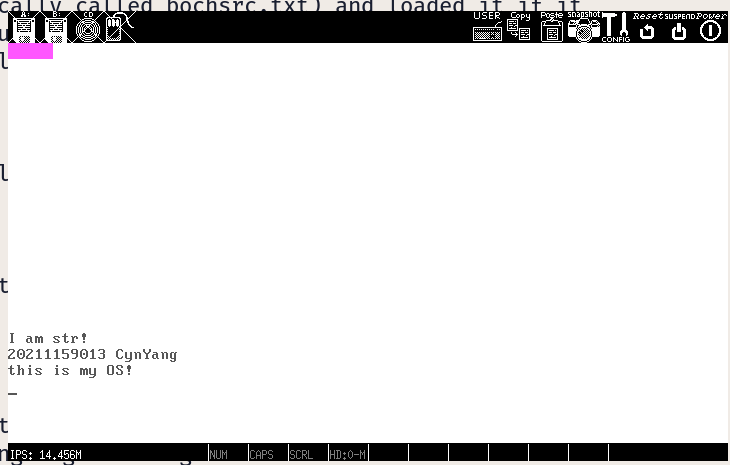 cally called bochsrc.txt) and loaded it if it
A: B: CD USER Copy Paste snapshot CONFIG Reset SUSPEND Power
l
l
t
I am str!
20211159013 CynYang
this is my OS!
_
t
IPS: 14.456M NUM CAPS SCRL HD:0-M